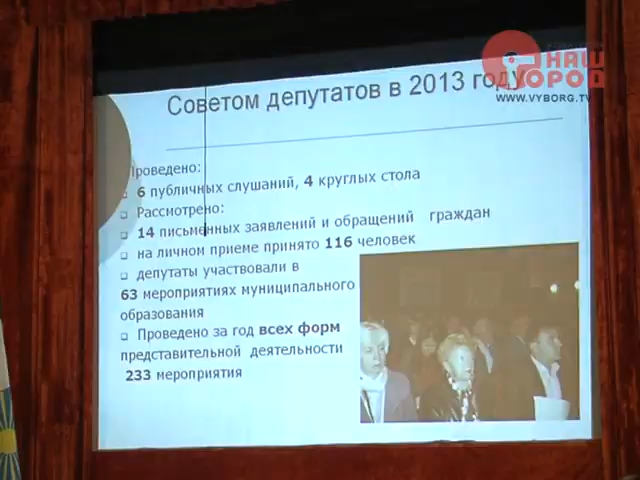 НАШ
ГОРОД
WWW.VYBORG.TV
Советом депутатов в 2013 году
Проведено:
6 публичных слушаний, 4 круглых стола
Рассмотрено:
14 письменных заявлений и обращений граждан
на личном приеме принято 116 человек
депутаты участвовали в
63 мероприятиях муниципального
образования
Проведено за год всех форм
представительной деятельности
233 мероприятия